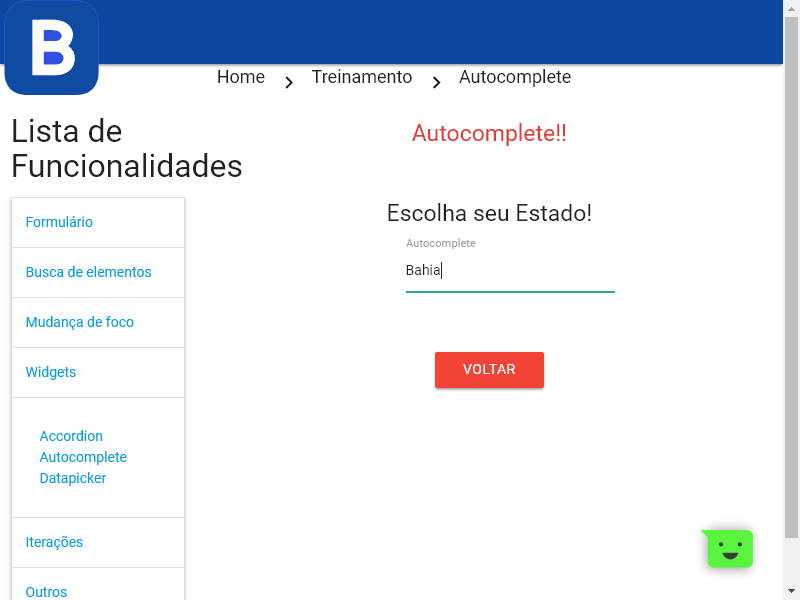 B
Home Treinamento Autocomplete
Lista de
Funcionalidades
Formulário
Busca de elementos
Mudança de foco
Widgets
Accordion
Autocomplete
Datapicker
Iterações
Outros
Autocomplete!!
Escolha seu Estado!
Autocomplete
Bahia
VOLTAR